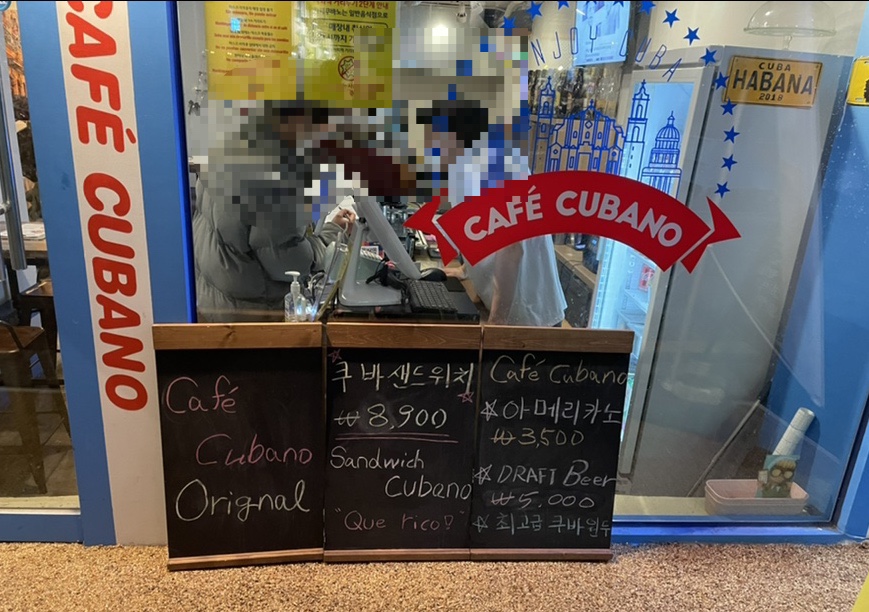 CAFÉ CUBANO
ENJOY CUBA
CUBA
HABANA
2018
CAFÉ CUBANO
Café
Cubano
Orignal
쿠바샌드위치
₩8,900
Sandwich
Cubano
"Que rico!"
Café Cubano
아메리카노
₩3,500
DRAFT Beer
₩5,000
최고급 쿠바원두